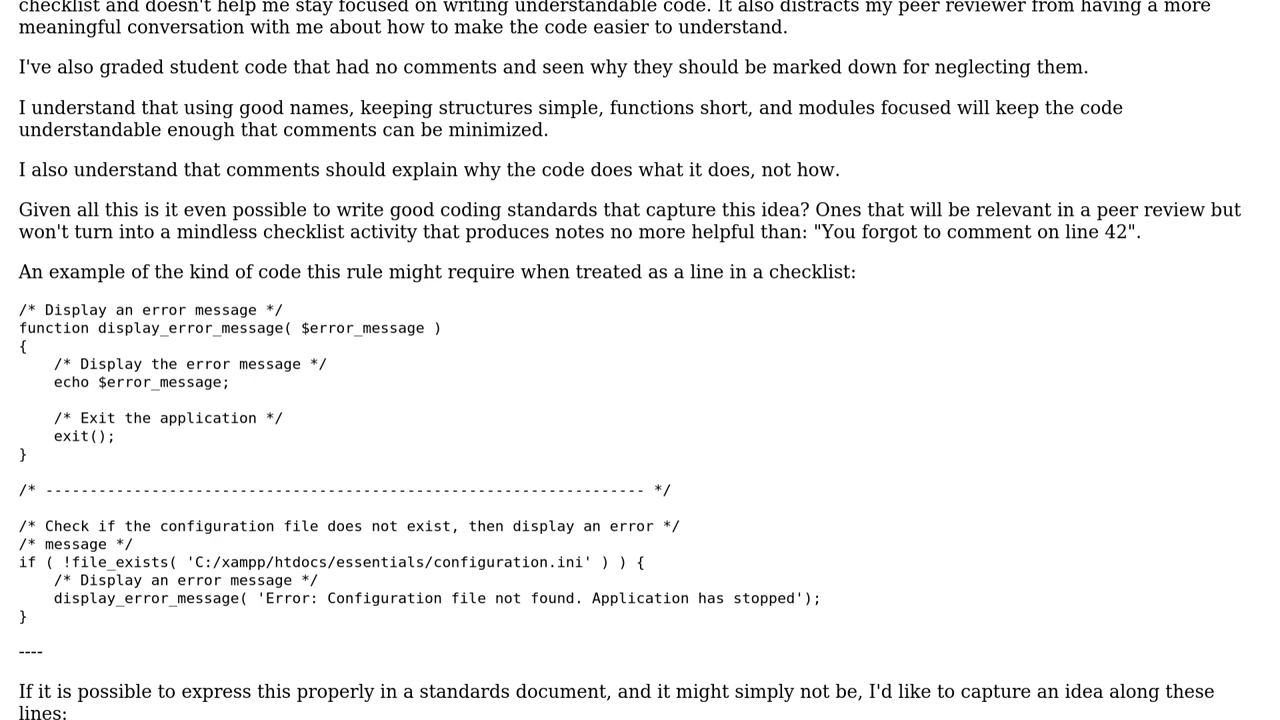 checklist and doesn't help me stay focused on writing understandable code. It also distracts my peer reviewer from having a more
meaningful conversation with me about how to make the code easier to understand.
I've also graded student code that had no comments and seen why they should be marked down for neglecting them.
I understand that using good names, keeping structures simple, functions short, and modules focused will keep the code
understandable enough that comments can be minimized.
I also understand that comments should explain why the code does what it does, not how.
Given all this is it even possible to write good coding standards that capture this idea? Ones that will be relevant in a peer review but
won't turn into a mindless checklist activity that produces notes no more helpful than: "You forgot to comment on line 42".
An example of the kind of code this rule might require when treated as a line in a checklist:
/* Display an error message */
function display_error_message( $error_message )
{
    /* Display the error message */
    echo $error_message;
    /* Exit the application */
    exit();
}
/* -------------------------------------------------------------------- */
/* Check if the configuration file does not exist, then display an error */
/* message */
if ( !file_exists( 'C:/xampp/htdocs/essentials/configuration.ini' ) ) {
    /* Display an error message */
    display_error_message( 'Error: Configuration file not found. Application has stopped');
}
----
If it is possible to express this properly in a standards document, and it might simply not be, I'd like to capture an idea along these
lines: